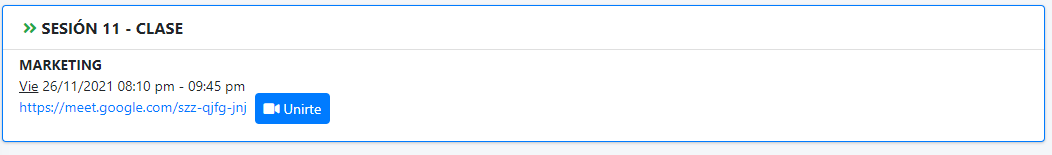 SESIÓN 11 - CLASE
MARKETING
Vie 26/11/2021 08:10 pm - 09:45 pm
https://meet.google.com/szz-qjfg-jnj Unirte